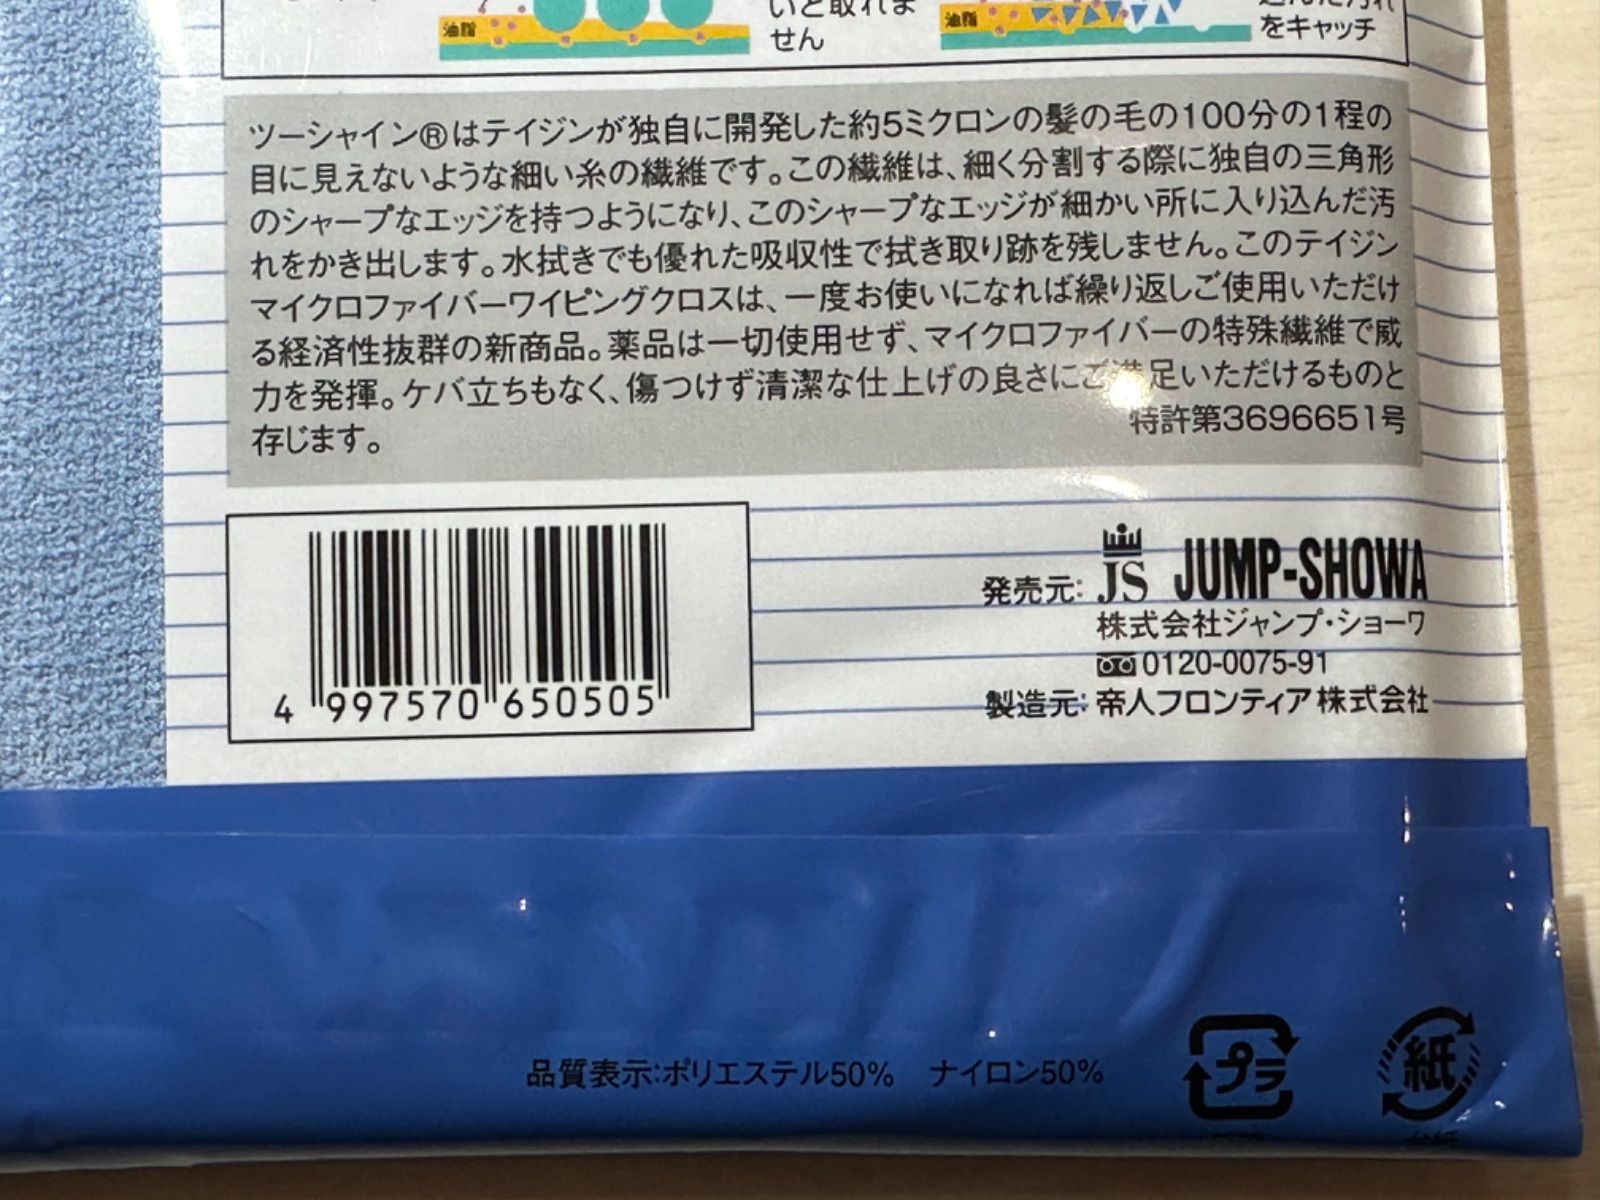 いと取れま
せん
油脂
油脂
をキャッチ
ツーシャイン®はテイジンが独自に開発した約5ミクロンの髪の毛の100分の1程の
目に見えないような細い糸の繊維です。この繊維は、細く分割する際に独自の三角形
のシャープなエッジを持つようになり、このシャープなエッジが細かい所に入り込んだ汚
れをかき出します。水拭きでも優れた吸収性で拭き取り跡を残しません。このテイジン
マイクロファイバーワイピングクロスは、一度お使いになれば繰り返しご使用いただけ
る経済性抜群の新商品。薬品は一切使用せず、マイクロファイバーの特殊繊維で威
力を発揮。ケバ立ちもなく、傷つけず清潔な仕上げの良さにご満足いただけるものと
存じます。
特許第3696651号
4 997570 650505
発売元: JS JUMP-SHOWA
株式会社ジャンプ・ショーワ
0120-0075-91
製造元: 帝人フロンティア株式会社
品質表示:ポリエステル50% ナイロン50%
プラ
紙